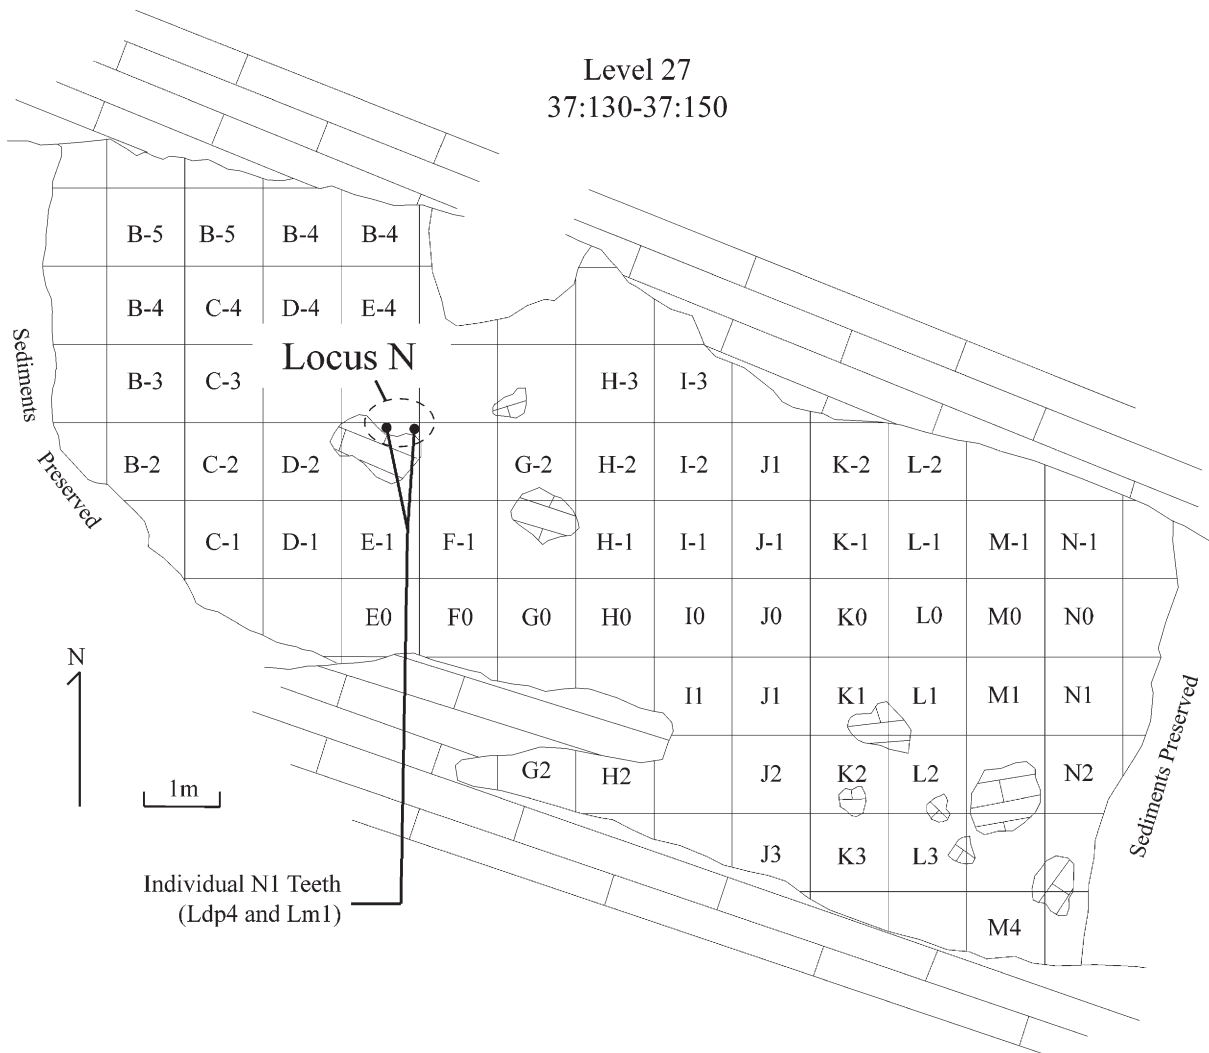 Level 27
37:130-37:150
B-5 B-5 B-4 B-4
B-4 C-4 D-4 E-4
Sediments
Preserved
Locus N
B-3 C-3 H-3 I-3
B-2 C-2 D-2 G-2 H-2 I-2 J1 K-2 L-2
C-1 D-1 E-1 F-1 H-1 I-1 J-1 K-1 L-1 M-1 N-1
E0 F0 G0 H0 I0 J0 K0 L0 M0 N0
N
I1 J1 K1 L1 M1 N1
Sediments Preserved
1m
G2 H2 J2 K2 L2 N2
J3 K3 L3
Individual N1 Teeth
(Ldp4 and Lm1)
M4